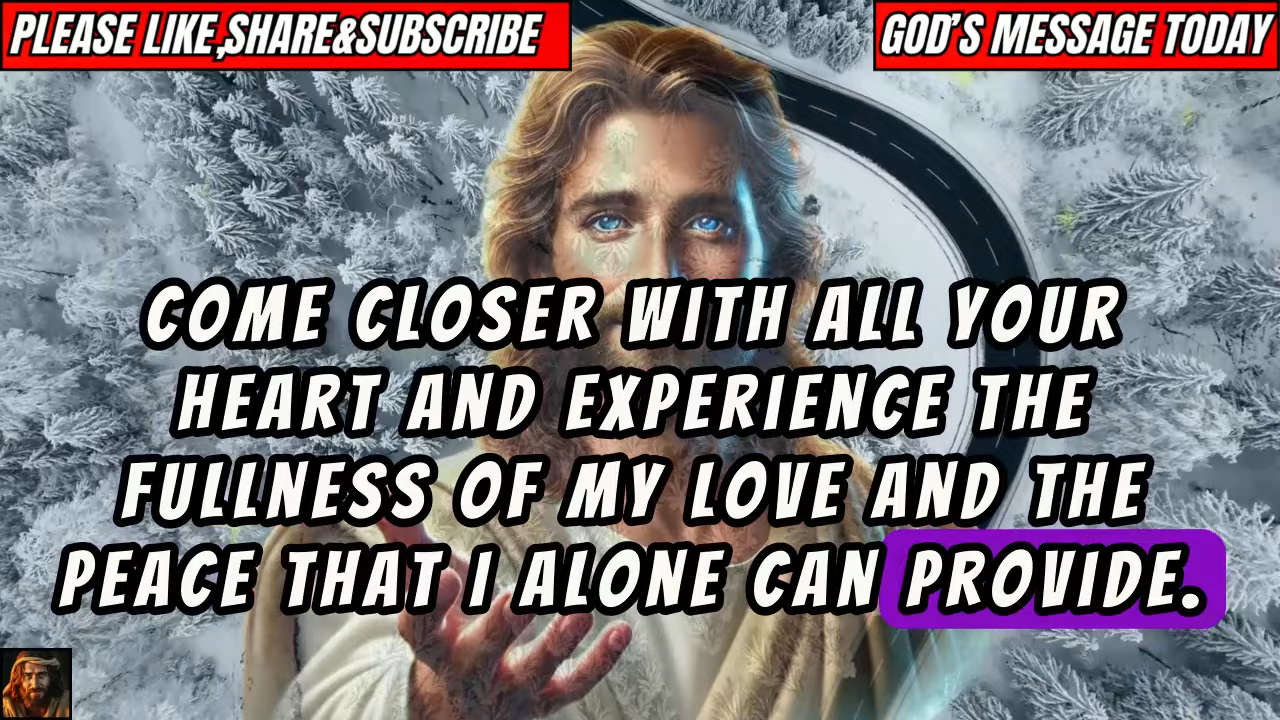 PLEASE LIKE,SHARE&SUBSCRIBE
GOD'S MESSAGE TODAY
COME CLOSER WITH ALL YOUR
HEART AND EXPERIENCE THE
FULLNESS OF MY LOVE AND THE
PEACE THAT I ALONE CAN PROVIDE.